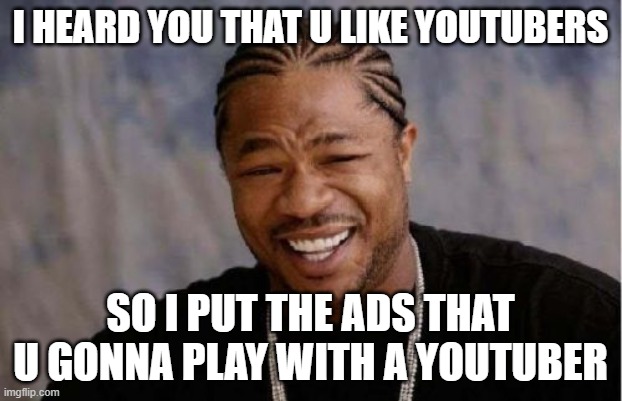 I HEARD YOU THAT U LIKE YOUTUBERS
SO I PUT THE ADS THAT
U GONNA PLAY WITH A YOUTUBER
imgflip.com